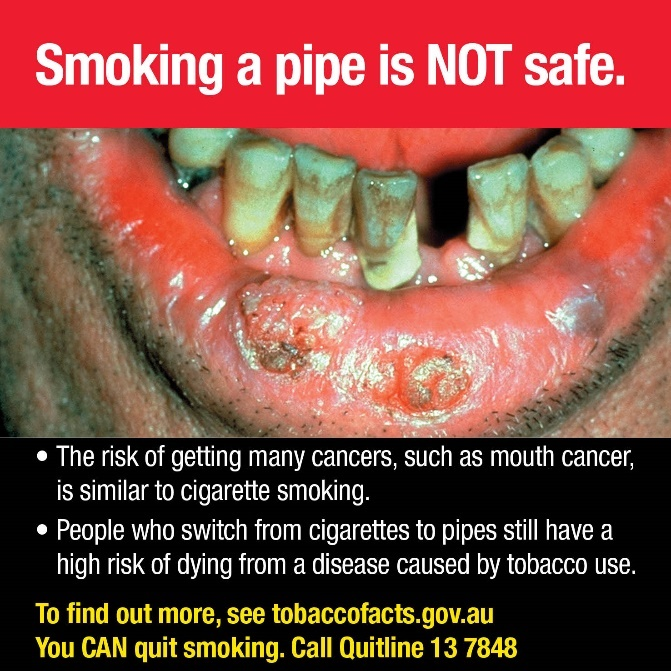 Smoking a pipe is NOT safe.
• The risk of getting many cancers, such as mouth cancer,
is similar to cigarette smoking.
• People who switch from cigarettes to pipes still have a
high risk of dying from a disease caused by tobacco use.
To find out more, see tobaccofacts.gov.au
You CAN quit smoking. Call Quitline 13 7848